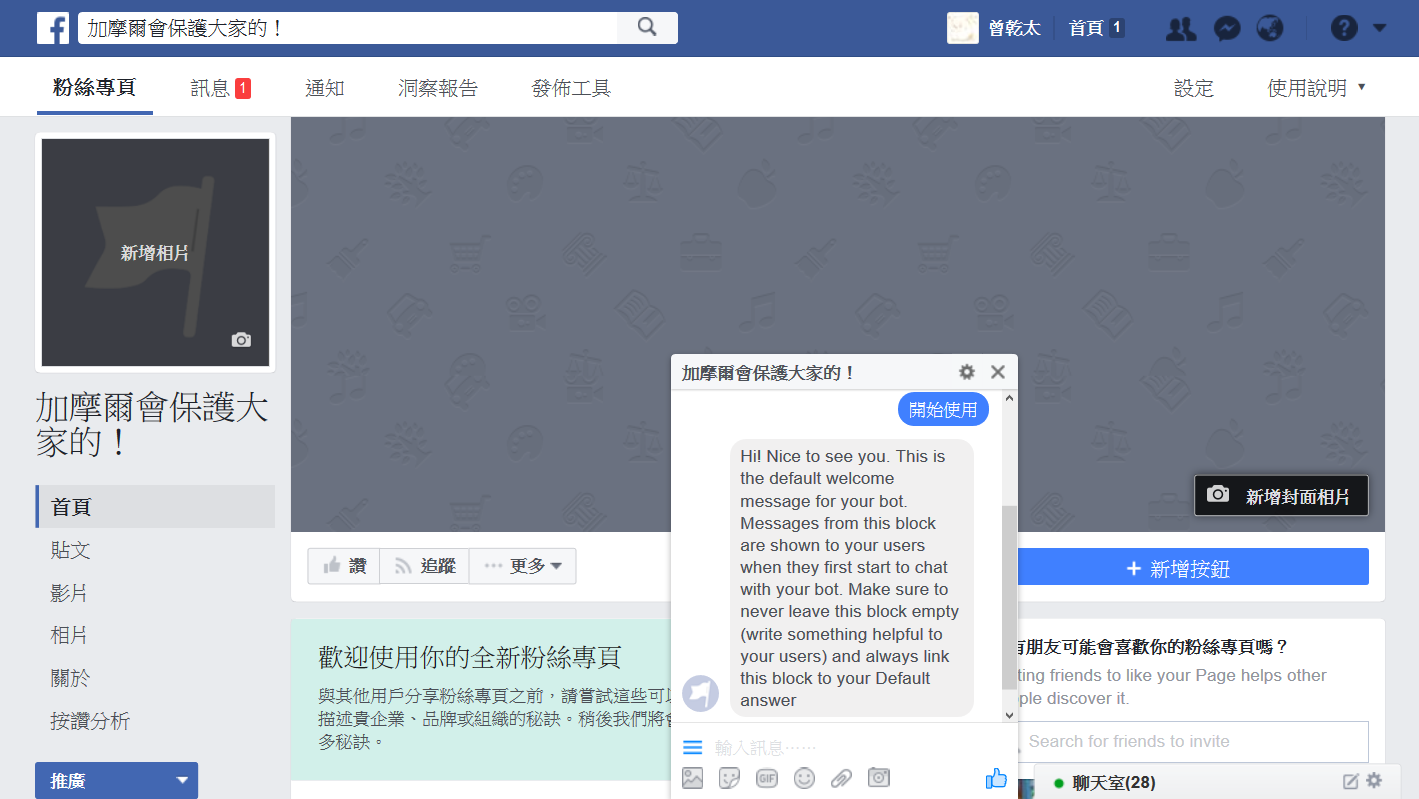 加摩爾會保護大家的！
曾乾太
首頁 1
粉絲專頁
訊息 1
通知
洞察報告
發佈工具
設定
使用說明
新增相片
加摩爾會保護大
家的！
首頁
貼文
影片
相片
關於
按讚分析
推廣
新增封面相片
讚
追蹤
更多
+ 新增按鈕
歡迎使用你的全新粉絲專頁
與其他用戶分享粉絲專頁之前，請嘗試這些可
描述貴企業、品牌或組織的秘訣。稍後我們將
多秘訣。
加摩爾會保護大家的！
開始使用
Hi! Nice to see you. This is
the default welcome
message for your bot.
Messages from this block
are shown to your users
when they first start to chat
with your bot. Make sure to
never leave this block empty
(write something helpful to
your users) and always link
this block to your Default
answer
輸入訊息……
GIF
朋友可能會喜歡你的粉絲專頁嗎？
friends to like your Page helps other
discover it.
Search for friends to invite
聊天室(28)